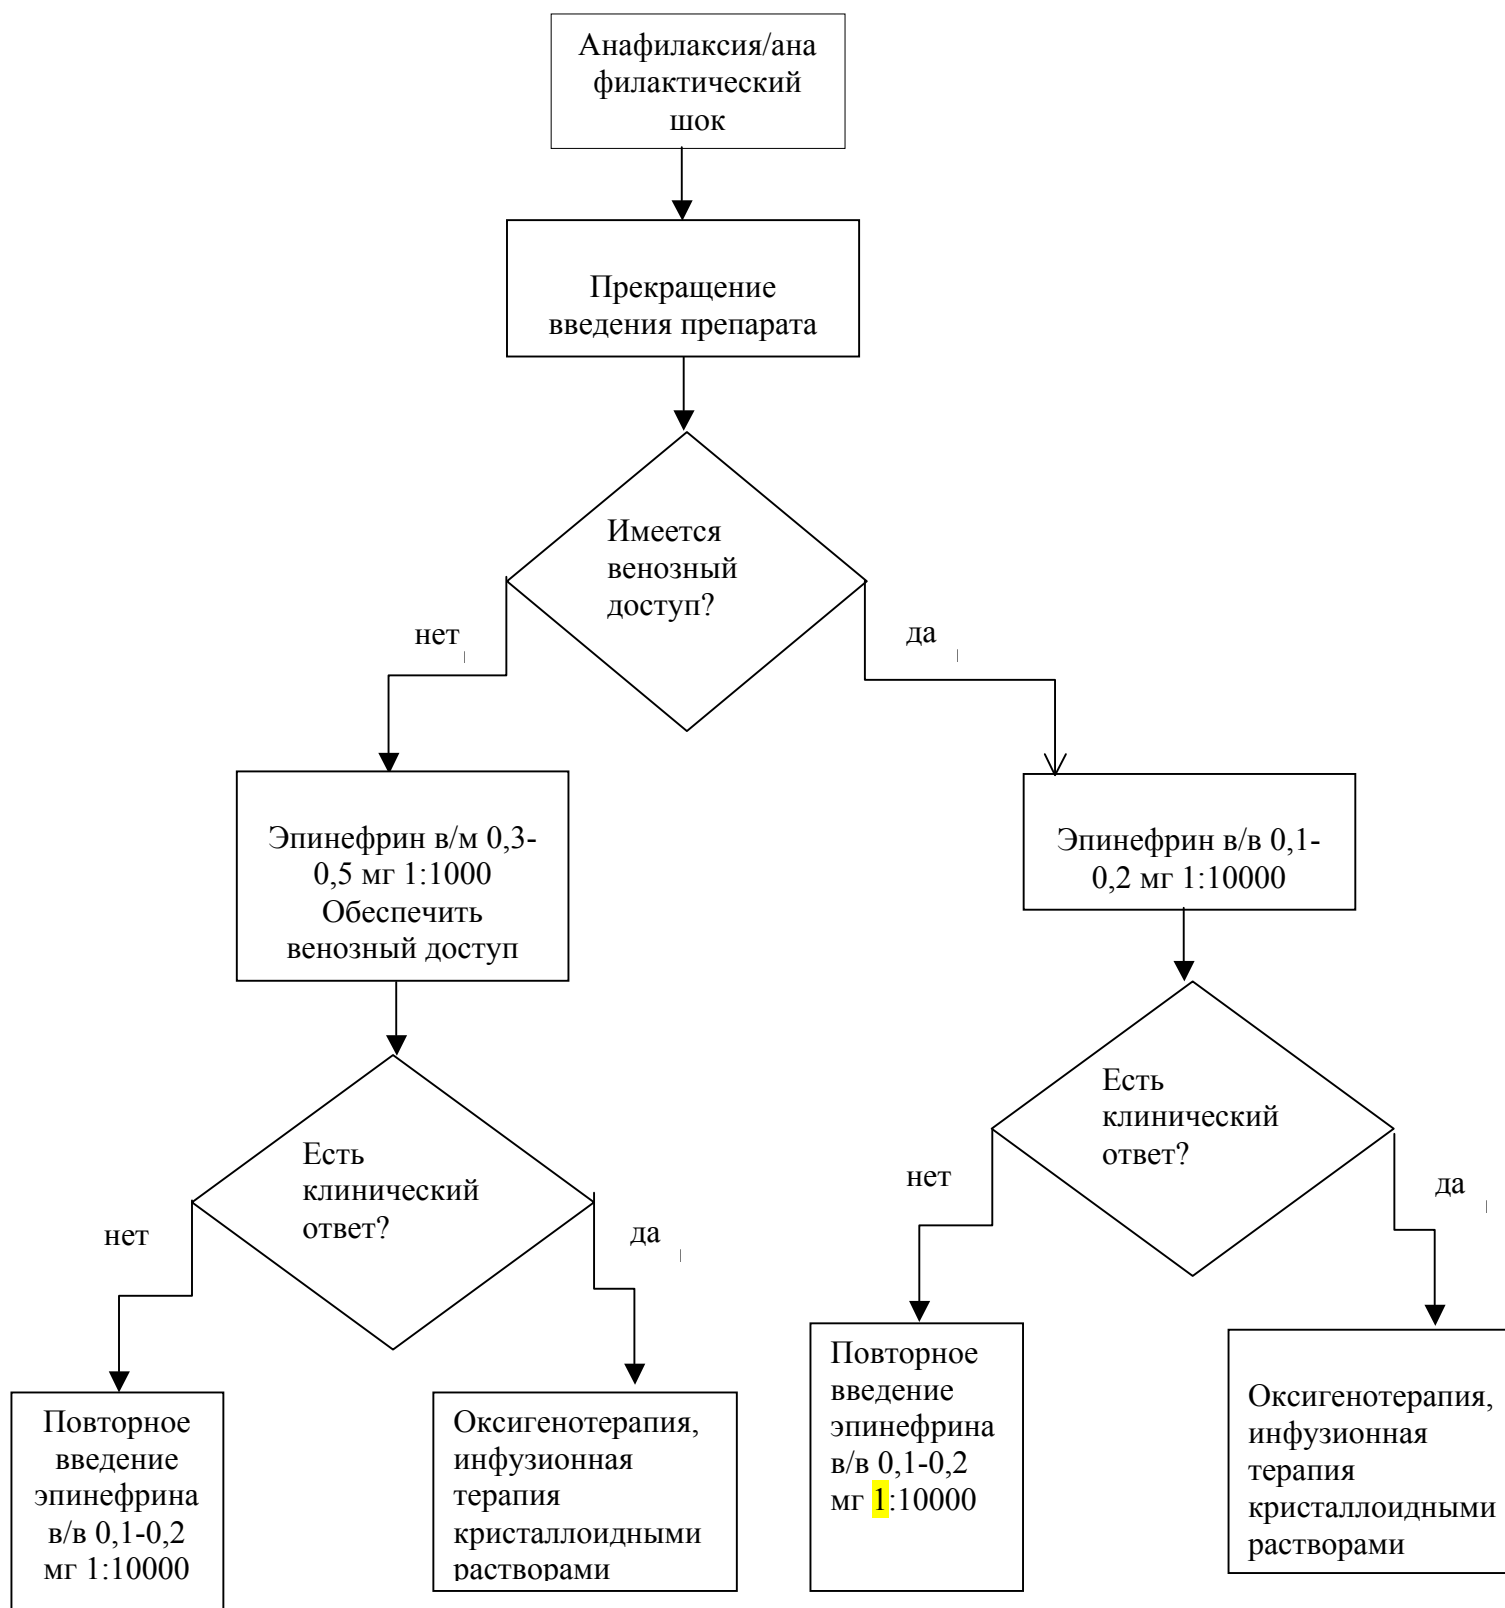 Анафилаксия/ана
филактический
шок
Прекращение
введения препарата
Имеется
венозный
доступ?
нет
да
Эпинефрин в/м 0,3-
0,5 мг 1:1000
Обеспечить
венозный доступ
Эпинефрин в/в 0,1-
0,2 мг 1:10000
Есть
клинический
ответ?
нет
да
Есть
клинический
ответ?
нет
да
Повторное
введение
эпинефрина
в/в 0,1-0,2
мг 1:10000
Оксигенотерапия,
инфузионная
терапия
кристаллоидными
растворами
Повторное
введение
эпинефрина
в/в 0,1-0,2
мг 1:10000
Оксигенотерапия,
инфузионная
терапия
кристаллоидными
растворами